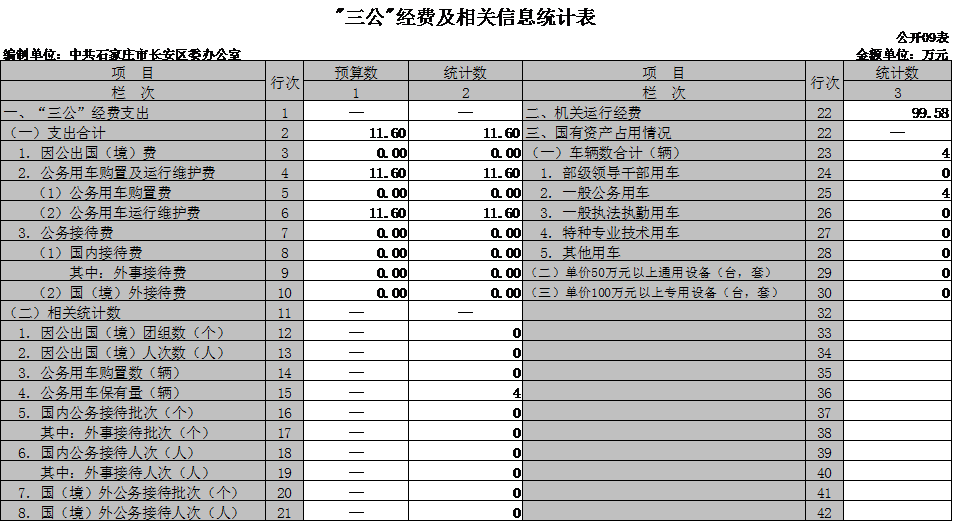 "三公"经费及相关信息统计表
公开09表
编制单位：中共石家庄市长安区委办公室 金额单位：万元
项 目 行次 预算数 统计数 项 目 行次 统计数
栏 次 1 2 栏 次 3
一、“三公”经费支出 1 — — 二、机关运行经费 22 99.58
（一）支出合计 2 11.60 11.60 三、国有资产占用情况 22 —
1. 因公出国（境）费 3 0.00 0.00 （一）车辆数合计（辆） 23 4
2. 公务用车购置及运行维护费 4 11.60 11.60 1. 部级领导干部用车 24 0
（1）公务用车购置费 5 0.00 0.00 2. 一般公务用车 25 4
（2）公务用车运行维护费 6 11.60 11.60 3. 一般执法执勤用车 26 0
3. 公务接待费 7 0.00 0.00 4. 特种专业技术用车 27 0
（1）国内接待费 8 0.00 0.00 5. 其他用车 28 0
其中：外事接待费 9 0.00 0.00 （二）单价50万元以上通用设备（台，套） 29 0
（2）国（境）外接待费 10 0.00 0.00 （三）单价100万元以上专用设备（台，套） 30 0
（二）相关统计数 11 — — 32
1. 因公出国（境）团组数（个） 12 — 0 33
2. 因公出国（境）人次数（人） 13 — 0 34
3. 公务用车购置数（辆） 14 — 0 35
4. 公务用车保有量（辆） 15 — 4 36
5. 国内公务接待批次（个） 16 — 0 37
其中：外事接待批次（个） 17 — 0 38
6. 国内公务接待人次（人） 18 — 0 39
其中：外事接待人次（人） 19 — 0 40
7. 国（境）外公务接待批次（个） 20 — 0 41
8. 国（境）外公务接待人次（人） 21 — 0 42